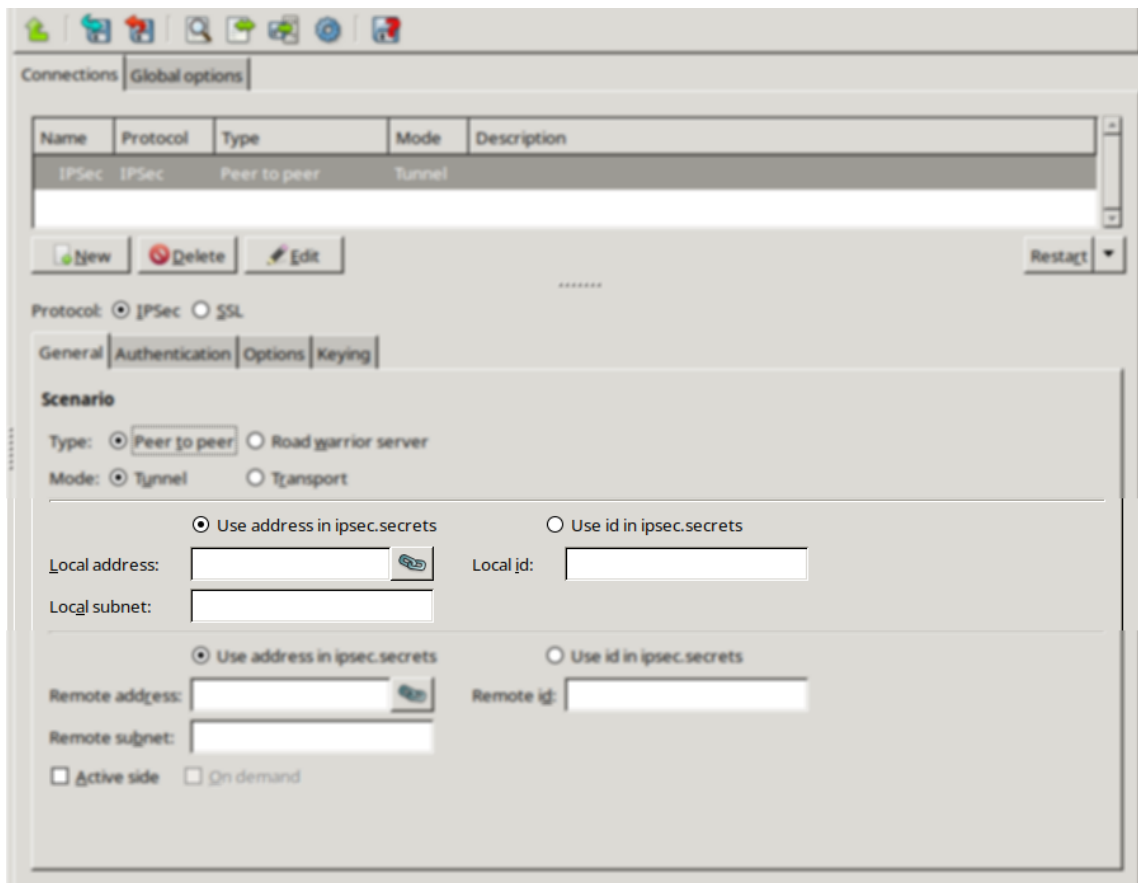 Connections Global options
Name Protocol Type Mode Description
IPSec IPSec Peer to peer Tunnel
New Delete Edit Restart
Protocol: IPSec SSL
General Authentication Options Keying
Scenario
Type: Peer to peer Road warrior server
Mode: Tunnel Transport
Use address in ipsec.secrets Use id in ipsec.secrets
Local address: Local id:
Local subnet:
Use address in ipsec.secrets Use id in ipsec.secrets
Remote address: Remote id:
Remote subnet:
Active side On demand